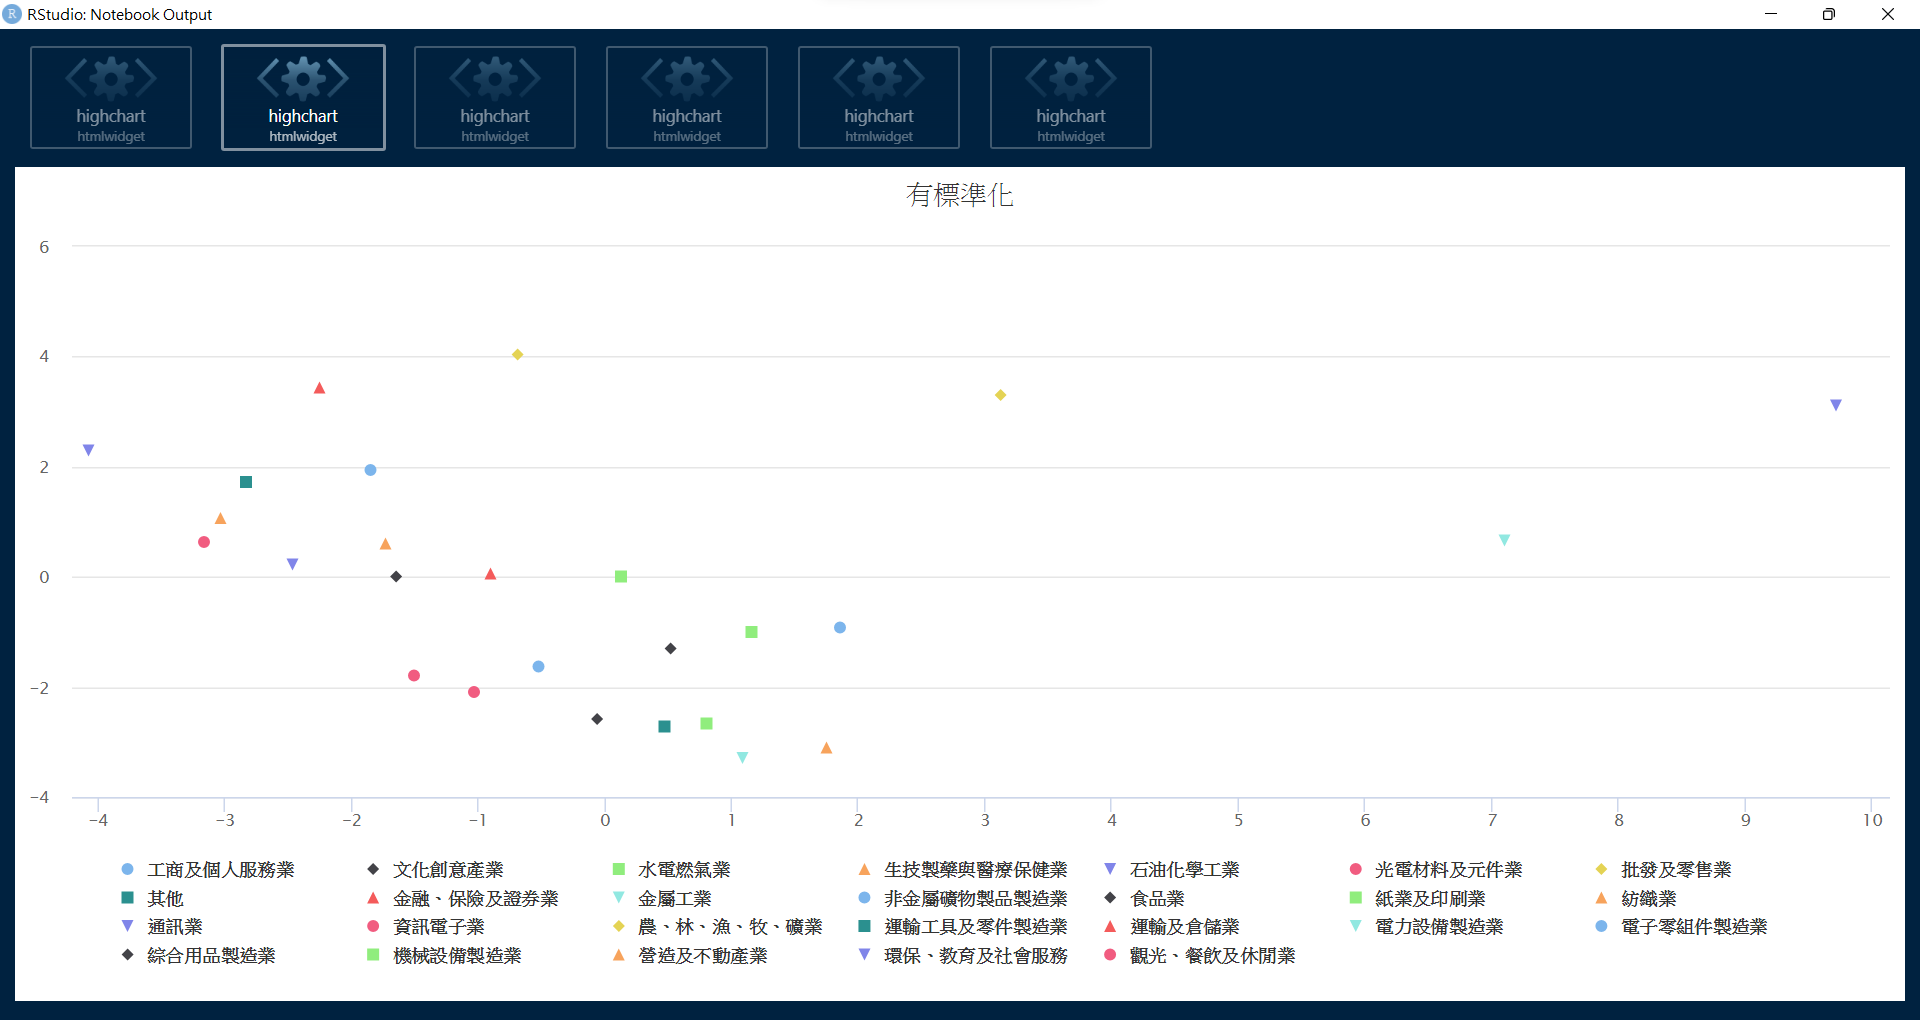 RStudio: Notebook Output
highchart highchart highchart highchart highchart highchart
htmlwidget htmlwidget htmlwidget htmlwidget htmlwidget htmlwidget
有標準化
6
4
2
0
−2
−4
−4 −3 −2 −1 0 1 2 3 4 5 6 7 8 9 10
工商及個人服務業 文化創意產業 水電燃氣業 生技製藥與醫療保健業 石油化學工業 光電材料及元件業 批發及零售業
其他 金融、保險及證券業 金屬工業 非金屬礦物製品製造業 食品業 紙業及印刷業 紡織業
通訊業 資訊電子業 農、林、漁、牧、礦業 運輸工具及零件製造業 運輸及倉儲業 電力設備製造業 電子零組件製造業
綜合用品製造業 機械設備製造業 營造及不動產業 環保、教育及社會服務 觀光、餐飲及休閒業